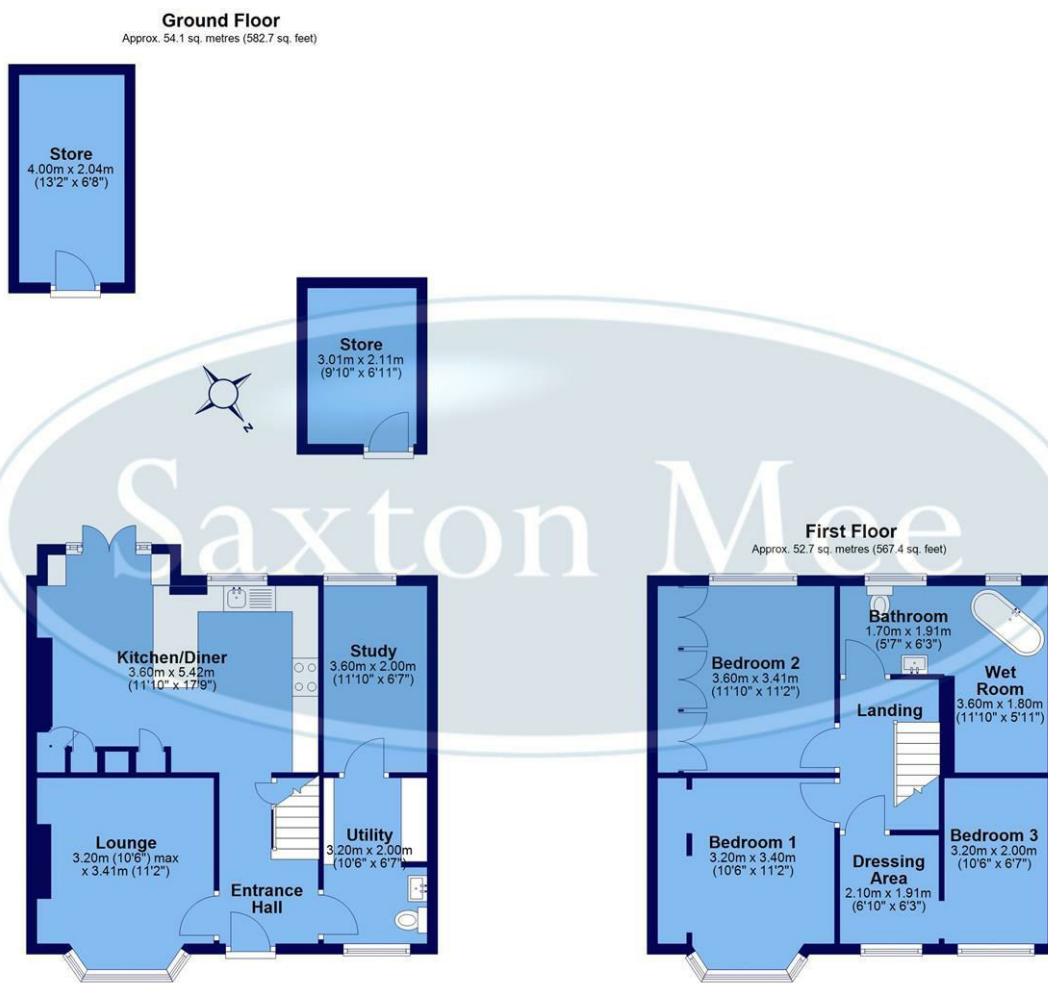 Ground Floor
Approx. 54.1 sq. metres (582.7 sq. feet)
Store
4.00m x 2.04m
(13'2" x 6'8")
Store
3.01m x 2.11m
(9'10" x 6'11")
N
Saxton Mee
Kitchen/Diner
3.60m x 5.42m
(11'10" x 17'9")
Study
3.60m x 2.00m
(11'10" x 6'7")
Lounge
3.20m (10'6") max
x 3.41m (11'2")
Utility
3.20m x 2.00m
(10'6" x 6'7")
Entrance
Hall
First Floor
Approx. 52.7 sq. metres (567.4 sq. feet)
Bedroom 2
3.60m x 3.41m
(11'10" x 11'2")
Bathroom
1.70m x 1.91m
(5'7" x 6'3")
Wet
Room
3.60m x 1.80m
(11'10" x 5'11")
Landing
Bedroom 1
3.20m x 3.40m
(10'6" x 11'2")
Dressing
Area
2.10m x 1.91m
(6'10" x 6'3")
Bedroom 3
3.20m x 2.00m
(10'6" x 6'7")